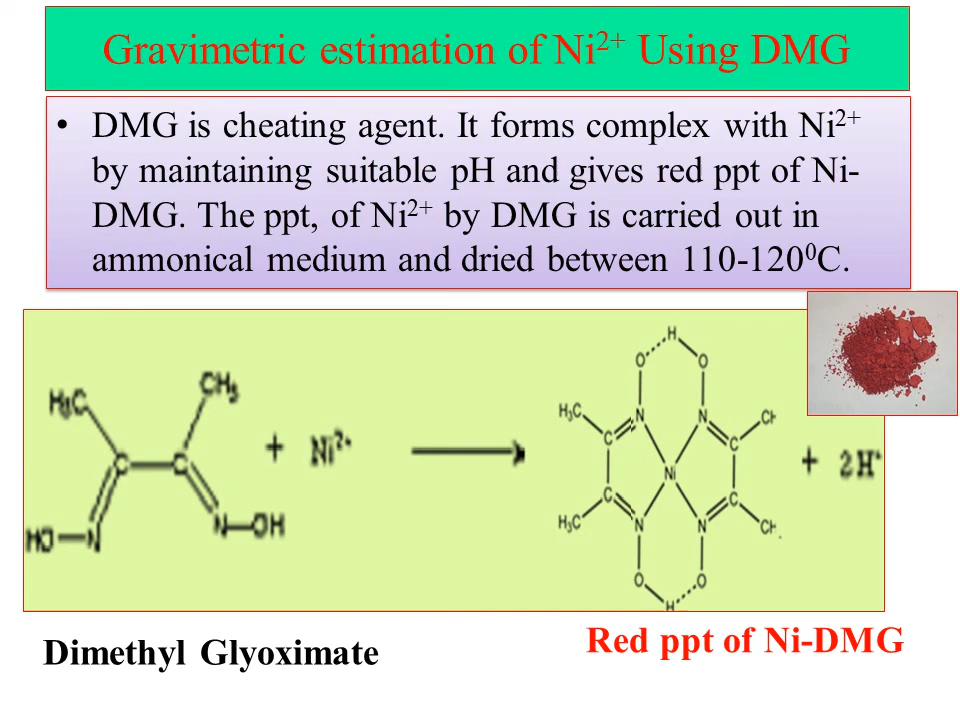 Gravimetric estimation of Ni²⁺ Using DMG
• DMG is cheating agent. It forms complex with Ni²⁺
by maintaining suitable pH and gives red ppt of Ni-
DMG. The ppt, of Ni²⁺ by DMG is carried out in
ammonical medium and dried between 110-120⁰C.
H₃C CH₃ C C HO—N N—OH + Ni²⁺
H O O H₃C N N CH C C Ni C C H₃C N N CH O O H + 2H⁺
Dimethyl Glyoximate
Red ppt of Ni-DMG